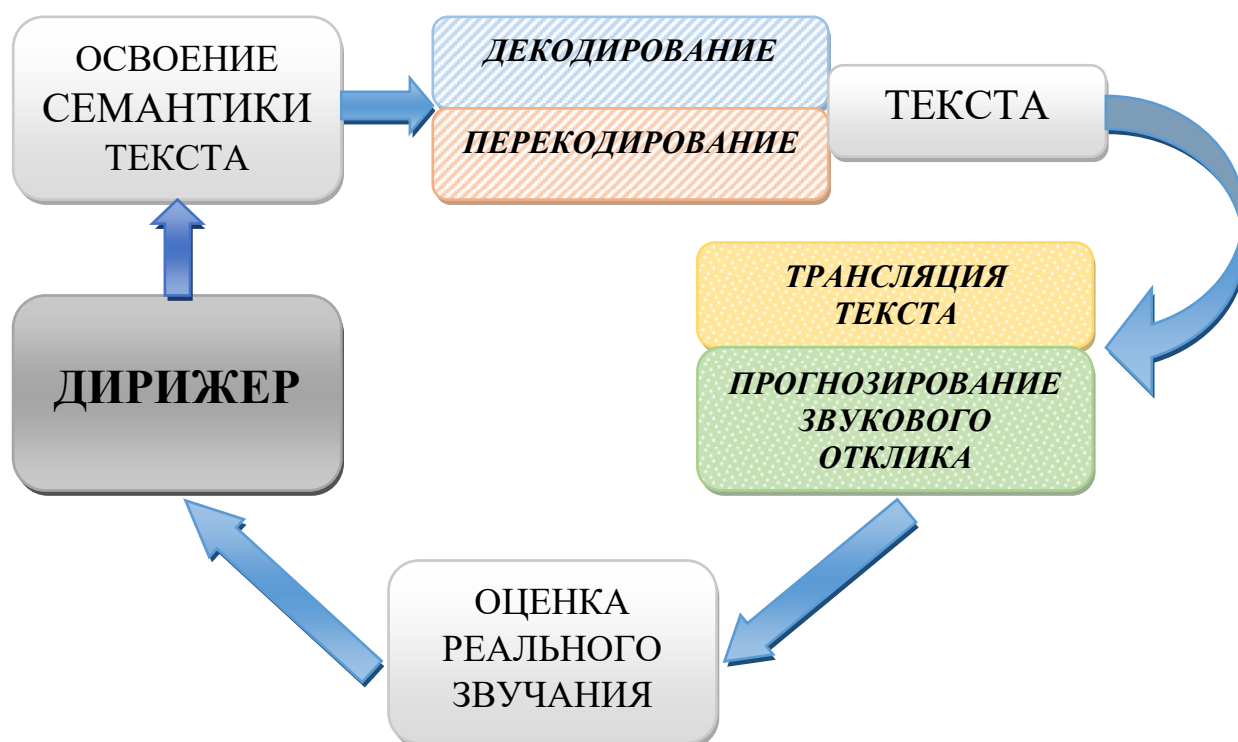 ОСВОЕНИЕ
СЕМАНТИКИ
ТЕКСТА
ДЕКОДИРОВАНИЕ
ПЕРЕКОДИРОВАНИЕ
ТЕКСТА
ТРАНСЛЯЦИЯ
ТЕКСТА
ПРОГНОЗИРОВАНИЕ
ЗВУКОВОГО
ОТКЛИКА
ДИРИЖЕР
ОЦЕНКА
РЕАЛЬНОГО
ЗВУЧАНИЯ